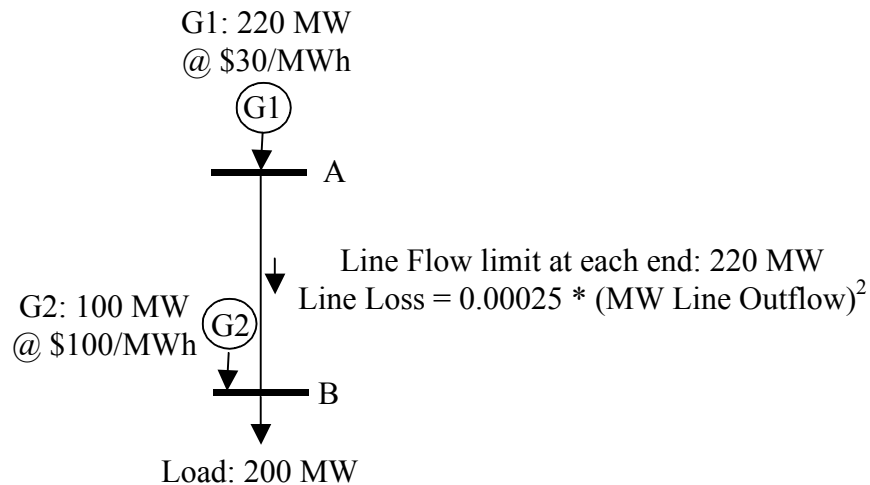 G1: 220 MW
@ $30/MWh
G1
A
Line Flow limit at each end: 220 MW
Line Loss = 0.00025 * (MW Line Outflow)²
G2: 100 MW
@ $100/MWh
G2
B
Load: 200 MW